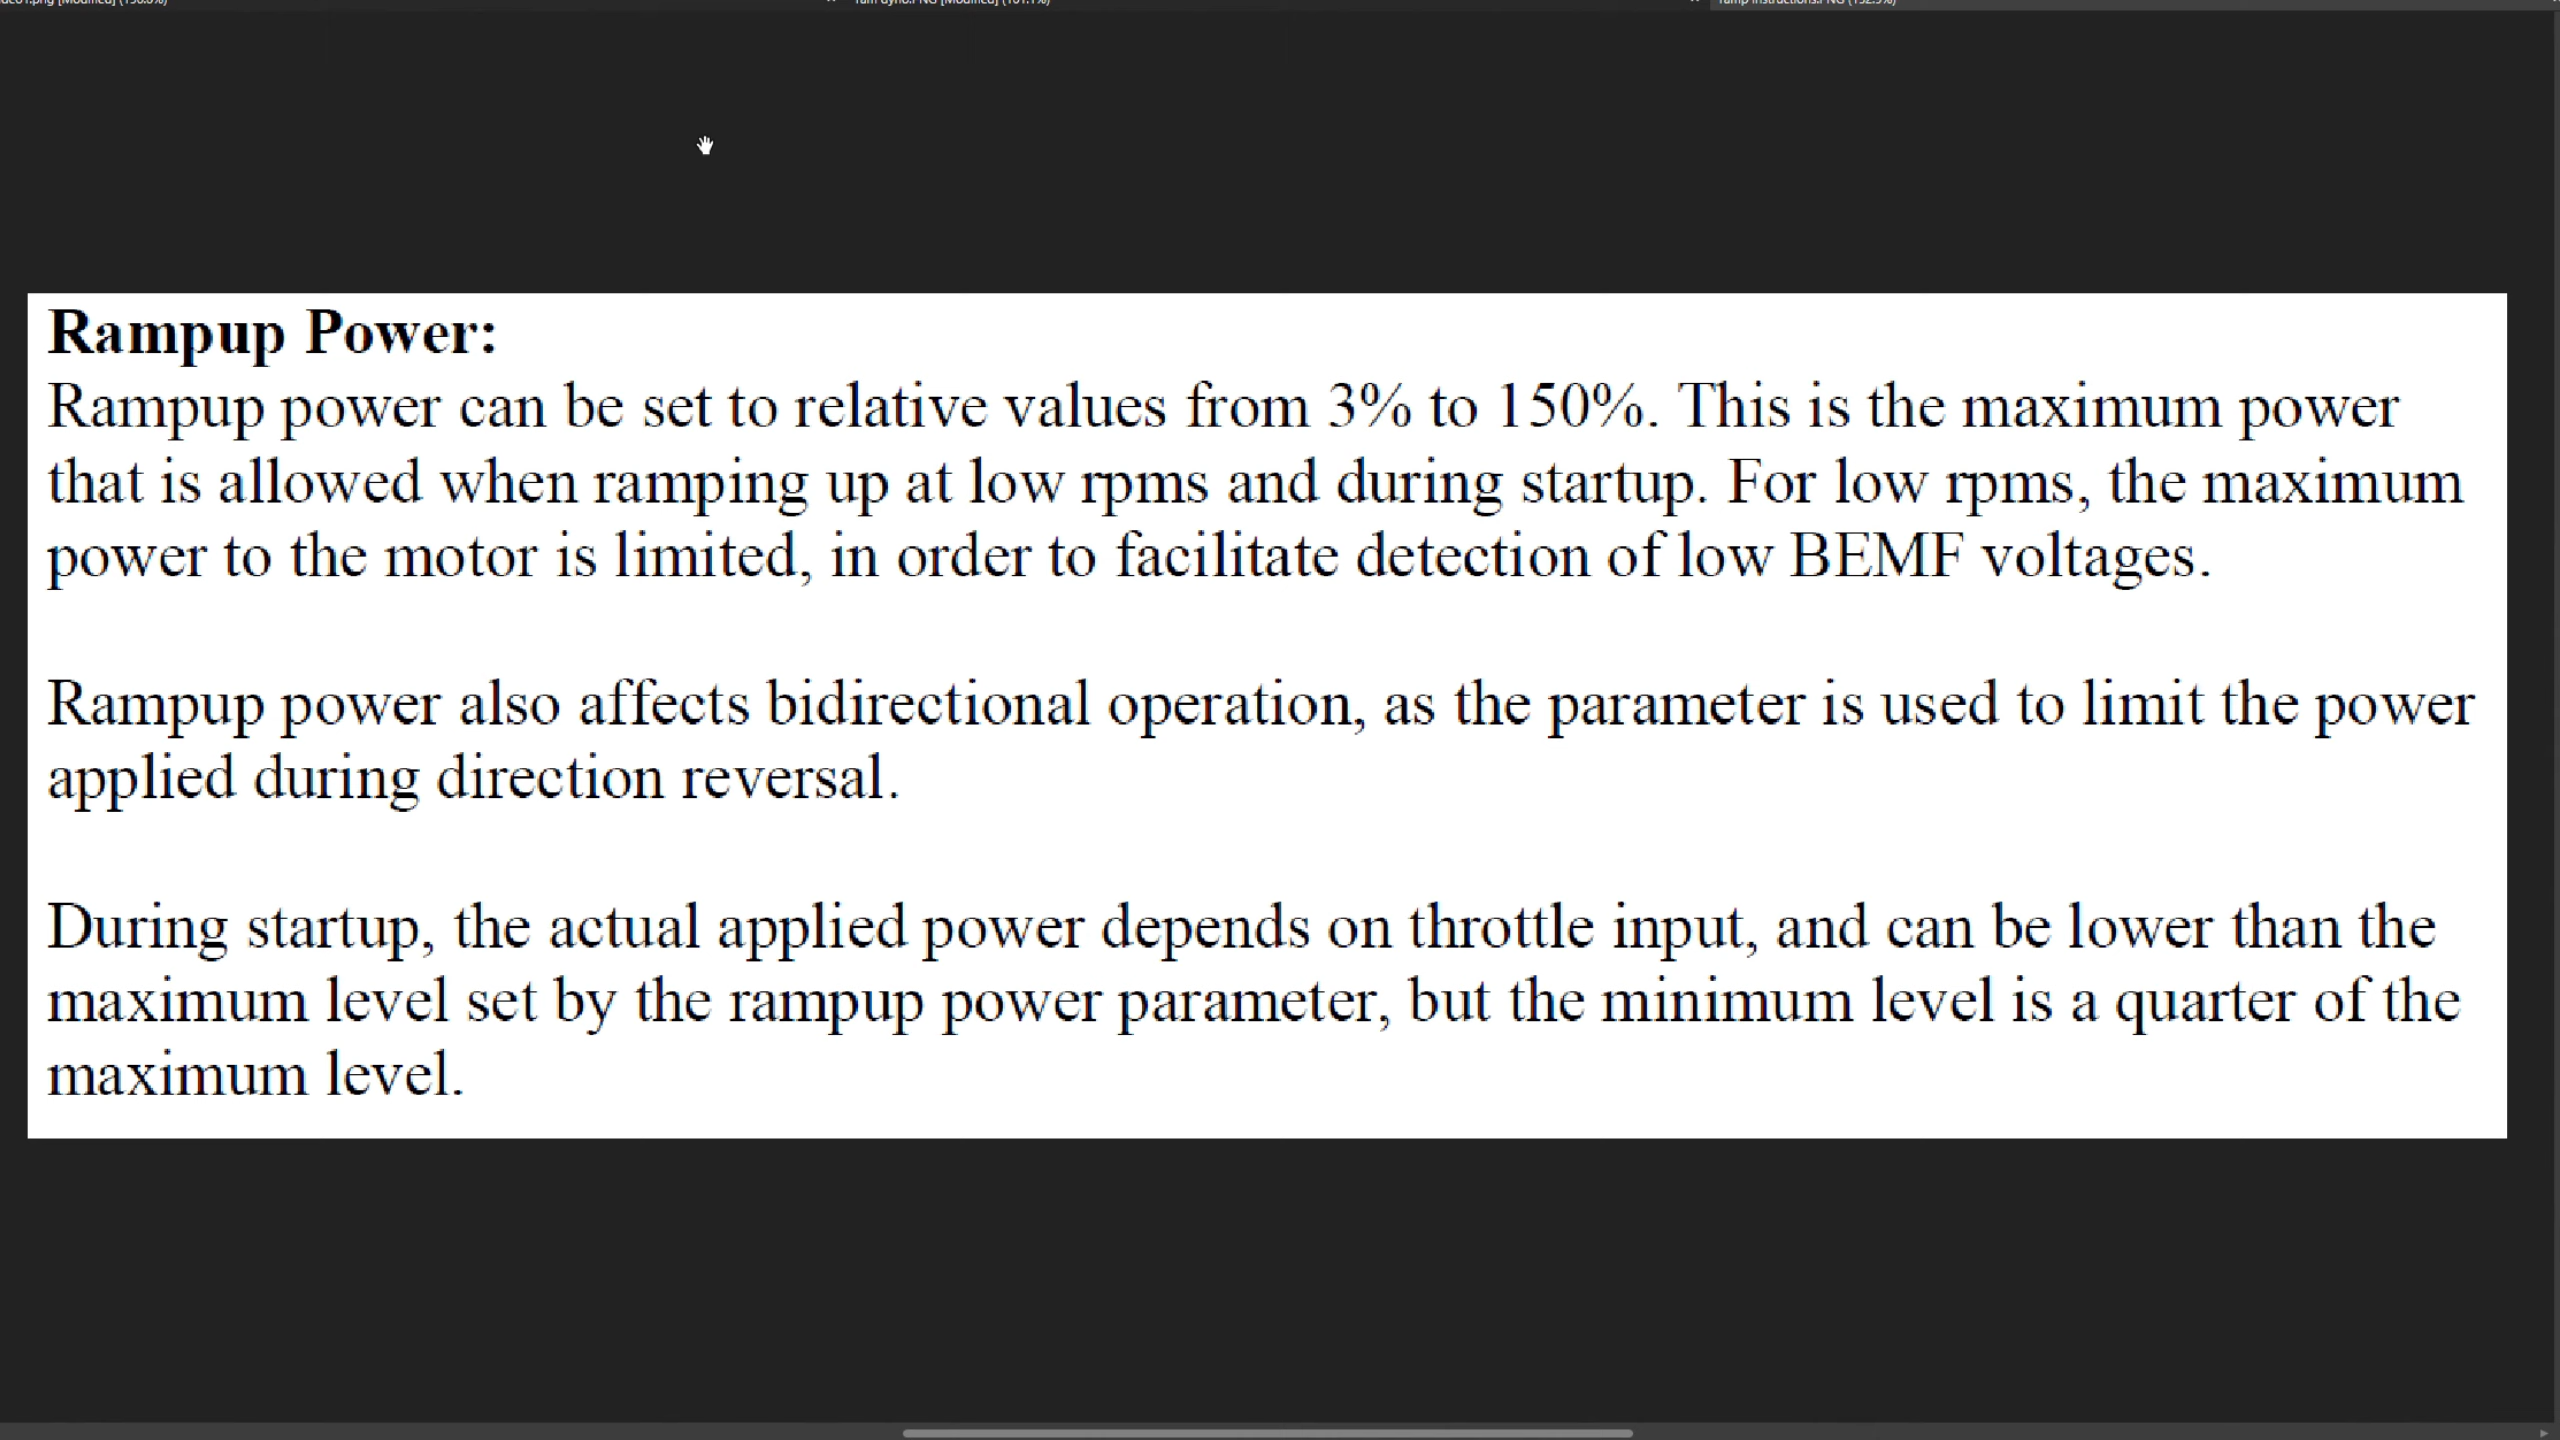 [Modified]
[Modified]
Rampup Power:
Rampup power can be set to relative values from 3% to 150%. This is the maximum power
that is allowed when ramping up at low rpms and during startup. For low rpms, the maximum
power to the motor is limited, in order to facilitate detection of low BEMF voltages.
Rampup power also affects bidirectional operation, as the parameter is used to limit the power
applied during direction reversal.
During startup, the actual applied power depends on throttle input, and can be lower than the
maximum level set by the rampup power parameter, but the minimum level is a quarter of the
maximum level.